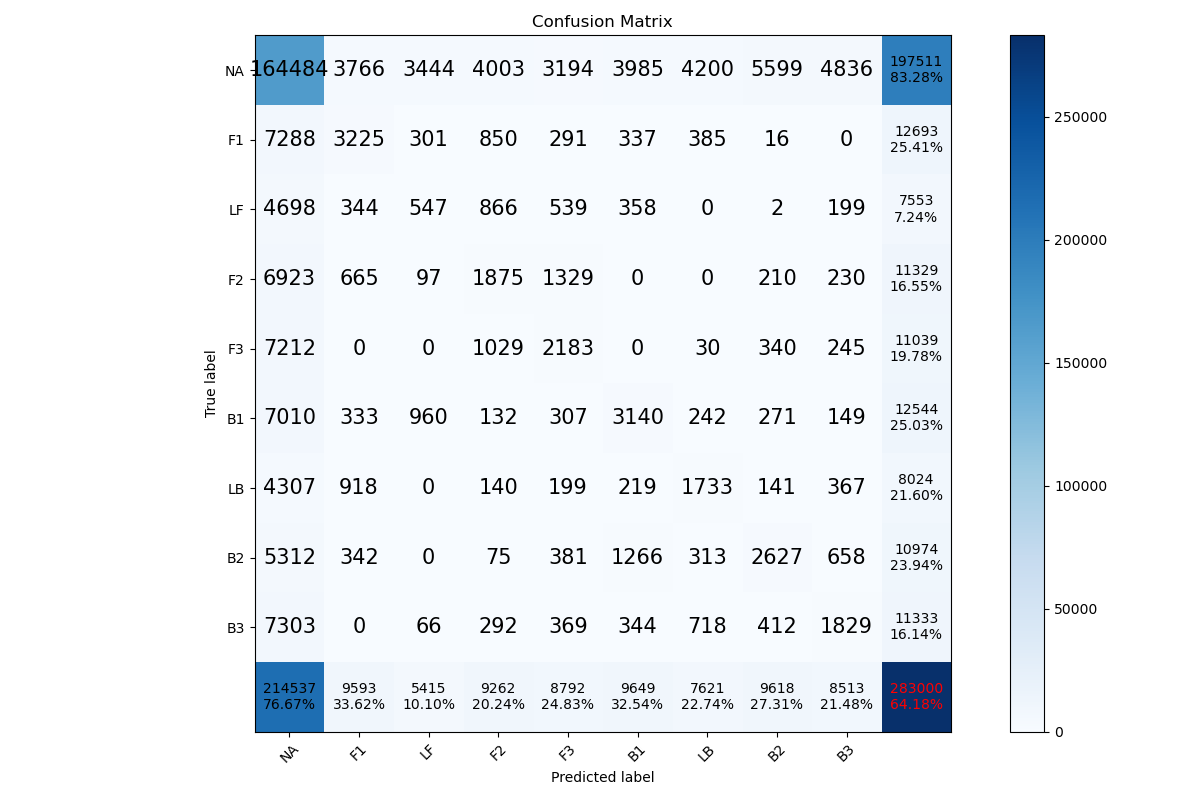 Confusion Matrix
NA 164484 3766 3444 4003 3194 3985 4200 5599 4836 197511
83.28%
F1 7288 3225 301 850 291 337 385 16 0 12693
25.41%
LF 4698 344 547 866 539 358 0 2 199 7553
7.24%
F2 6923 665 97 1875 1329 0 0 210 230 11329
16.55%
F3 7212 0 0 1029 2183 0 30 340 245 11039
19.78%
B1 7010 333 960 132 307 3140 242 271 149 12544
25.03%
LB 4307 918 0 140 199 219 1733 141 367 8024
21.60%
B2 5312 342 0 75 381 1266 313 2627 658 10974
23.94%
B3 7303 0 66 292 369 344 718 412 1829 11333
16.14%
214537 9593 5415 9262 8792 9649 7621 9618 8513 283000
76.67% 33.62% 10.10% 20.24% 24.83% 32.54% 22.74% 27.31% 21.48% 64.18%
NA F1 LF F2 F3 B1 LB B2 B3
Predicted label
True label
250000
200000
150000
100000
50000
0